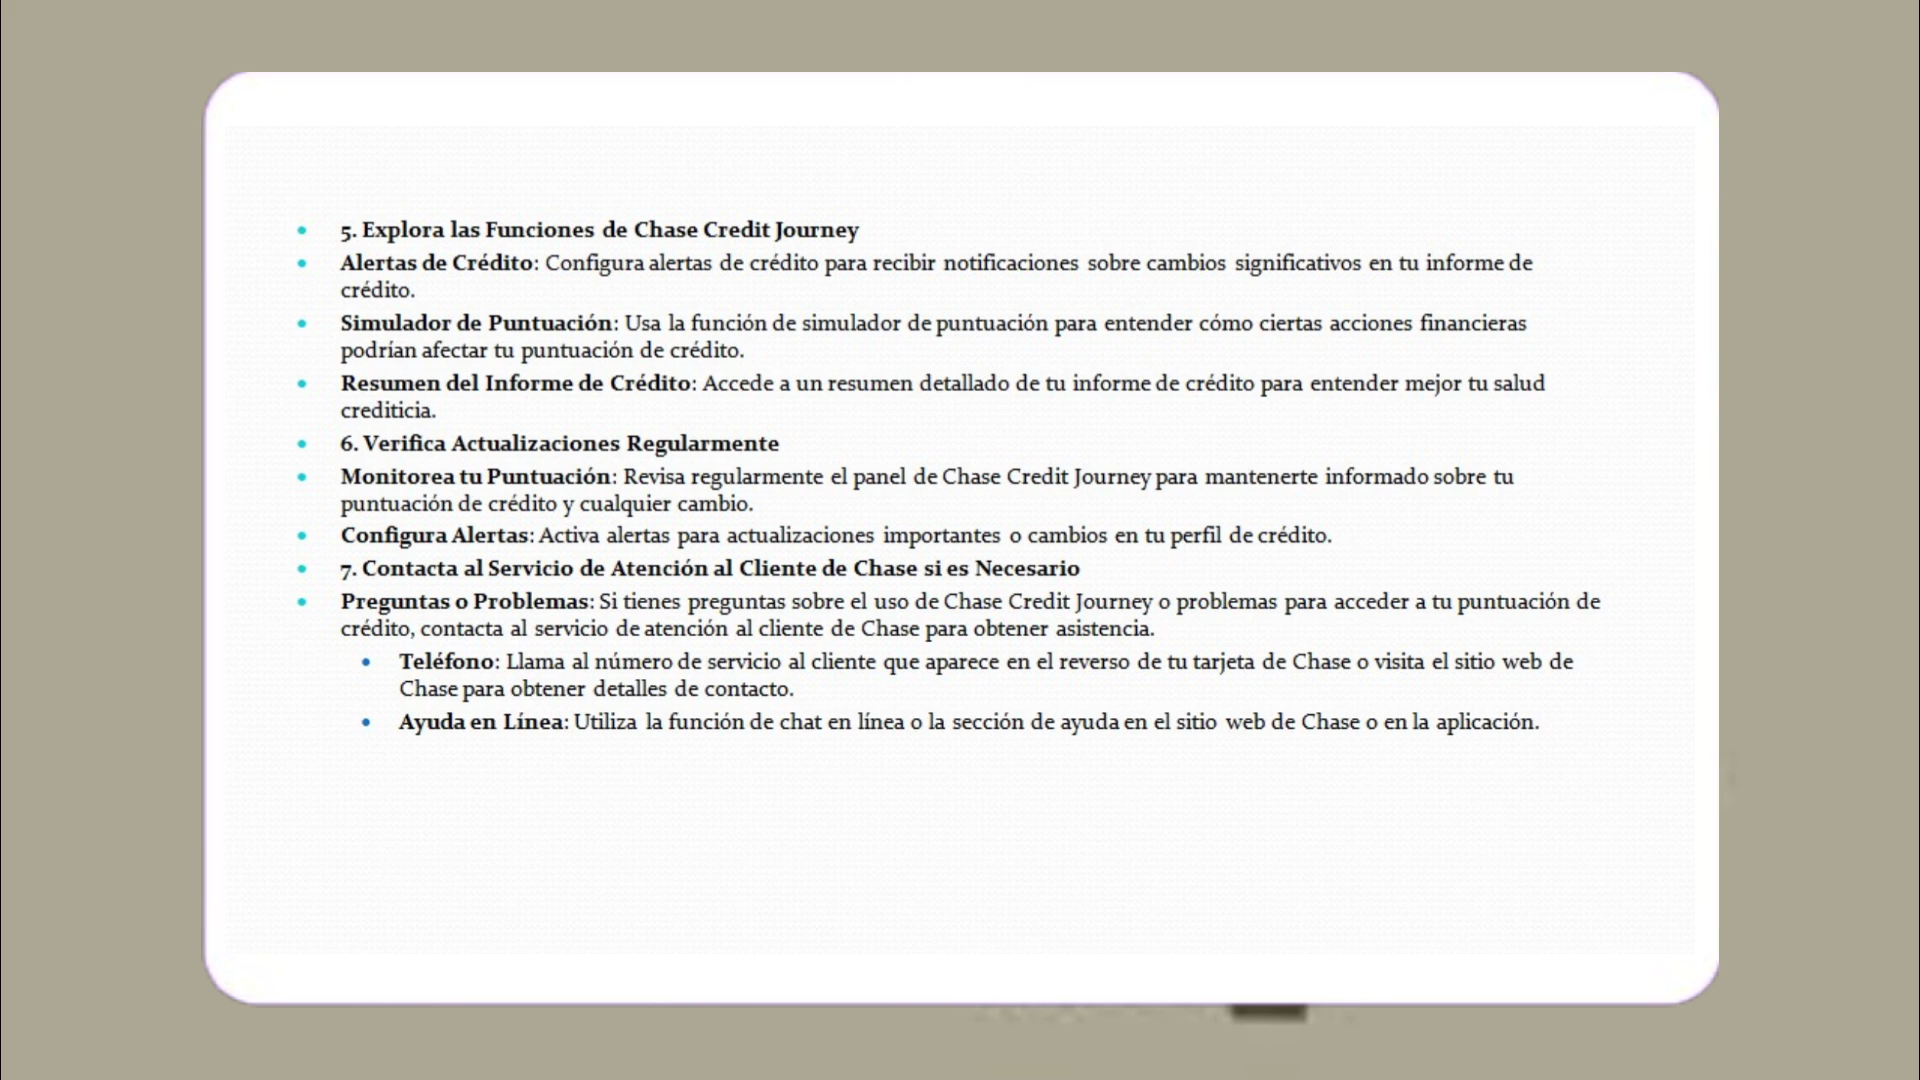 5. Explora las Funciones de Chase Credit Journey
Alertas de Crédito: Configura alertas de crédito para recibir notificaciones sobre cambios significativos en tu informe de
crédito.
Simulador de Puntuación: Usa la función de simulador de puntuación para entender cómo ciertas acciones financieras
podrían afectar tu puntuación de crédito.
Resumen del Informe de Crédito: Accede a un resumen detallado de tu informe de crédito para entender mejor tu salud
crediticia.
6. Verifica Actualizaciones Regularmente
Monitorea tu Puntuación: Revisa regularmente el panel de Chase Credit Journey para mantenerte informado sobre tu
puntuación de crédito y cualquier cambio.
Configura Alertas: Activa alertas para actualizaciones importantes o cambios en tu perfil de crédito.
7. Contacta al Servicio de Atención al Cliente de Chase si es Necesario
Preguntas o Problemas: Si tienes preguntas sobre el uso de Chase Credit Journey o problemas para acceder a tu puntuación de
crédito, contacta al servicio de atención al cliente de Chase para obtener asistencia.
Teléfono: Llama al número de servicio al cliente que aparece en el reverso de tu tarjeta de Chase o visita el sitio web de
Chase para obtener detalles de contacto.
Ayuda en Línea: Utiliza la función de chat en línea o la sección de ayuda en el sitio web de Chase o en la aplicación.